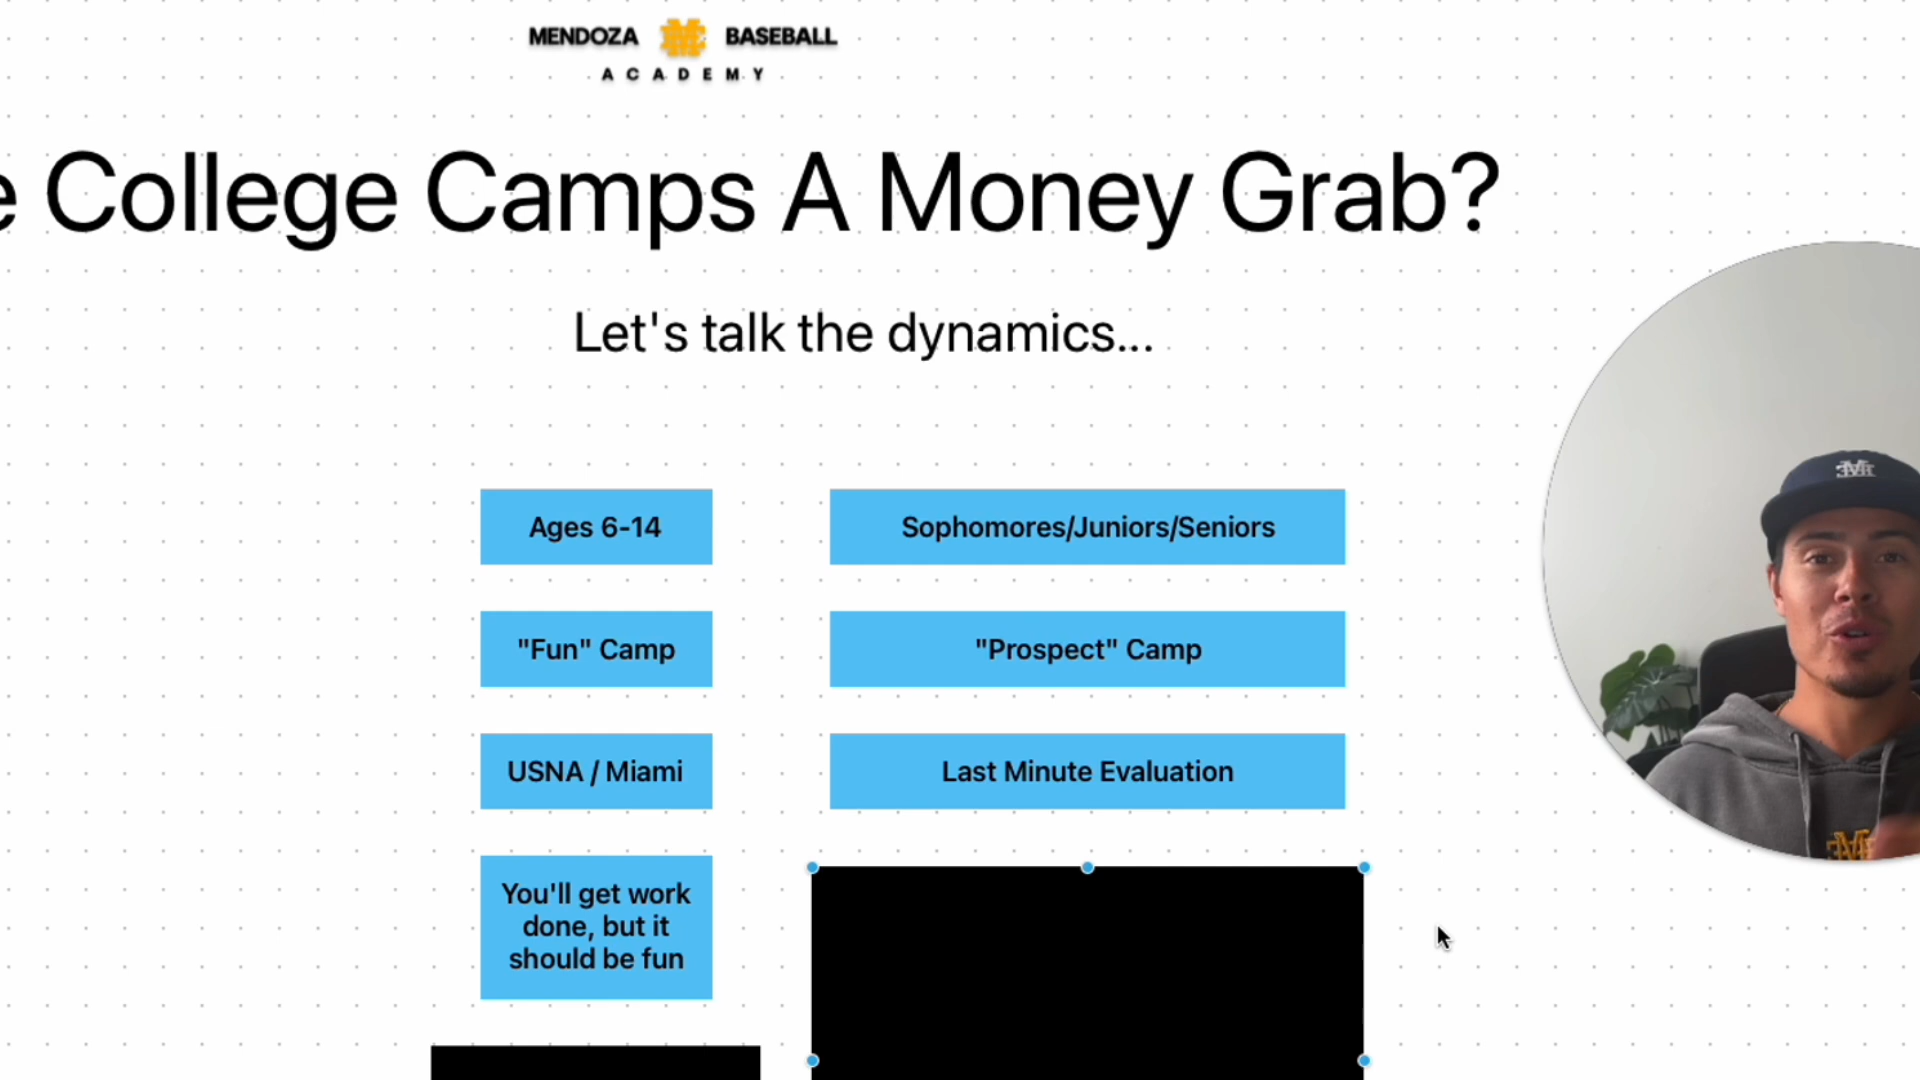 MENDOZA BASEBALL
ACADEMY
e College Camps A Money Grab?
Let's talk the dynamics...
Ages 6-14
Sophomores/Juniors/Seniors
"Fun" Camp
"Prospect" Camp
USNA / Miami
Last Minute Evaluation
You'll get work
done, but it
should be fun